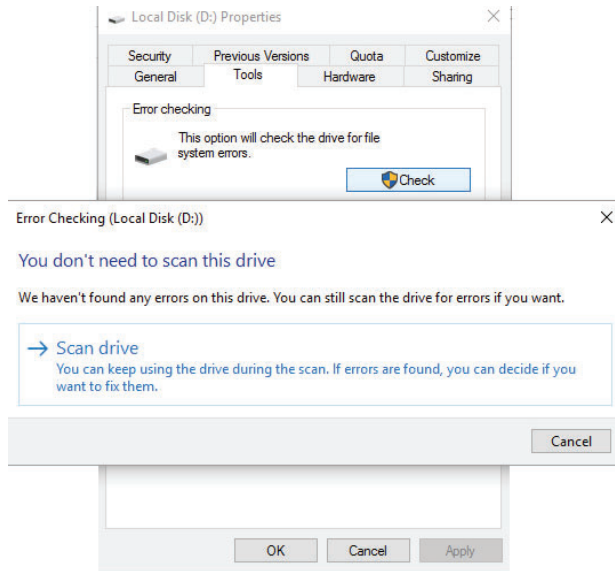 Local Disk (D:) Properties
Security Previous Versions Quota Customize
General Tools Hardware Sharing
Error checking
This option will check the drive for file
system errors.
Check
Error Checking (Local Disk (D:))
You don't need to scan this drive
We haven't found any errors on this drive. You can still scan the drive for errors if you want.
Scan drive
You can keep using the drive during the scan. If errors are found, you can decide if you
want to fix them.
Cancel
OK Cancel Apply